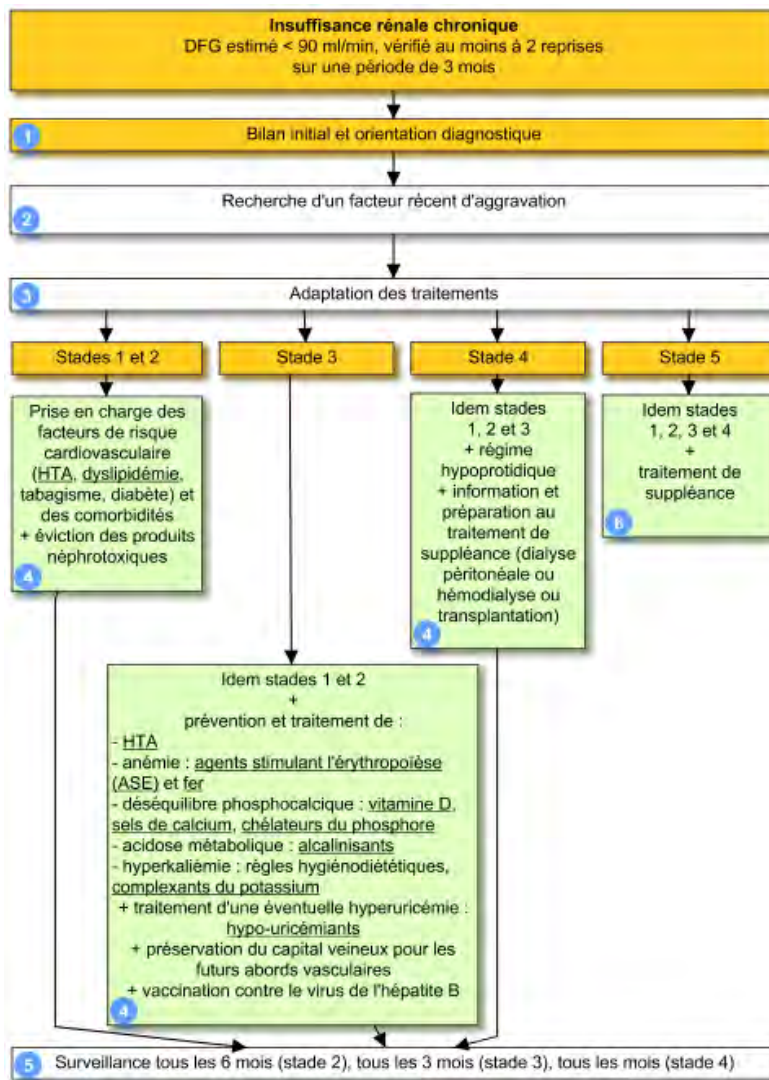 Insuffisance rénale chronique
DFG estimé < 90 ml/min, vérifié au moins à 2 reprises
sur une période de 3 mois
1
Bilan initial et orientation diagnostique
Recherche d'un facteur récent d'aggravation
2
3
Adaptation des traitements
Stades 1 et 2
Stade 3
Stade 4
Stade 5
Prise en charge des
facteurs de risque
cardiovasculaire
(HTA, dyslipidémie,
tabagisme, diabète) et
des comorbidités
+ éviction des produits
néphrotoxiques
4
Idem stades
1, 2 et 3
+ régime
hypoprotidique
+ information et
préparation au
traitement de
suppléance (dialyse
péritonéale ou
hémodialyse ou
transplantation)
4
Idem stades
1, 2, 3 et 4
+
traitement de
suppléance
6
Idem stades 1 et 2
+
prévention et traitement de :
- HTA
- anémie : agents stimulant l'érythropoïèse
(ASE) et fer
- déséquilibre phosphocalcique : vitamine D,
sels de calcium, chélateurs du phosphore
- acidose métabolique : alcalinisants
- hyperkaliémie : règles hygiénodiététiques,
complexants du potassium
+ traitement d'une éventuelle hyperuricémie :
hypo-uricémiants
+ préservation du capital veineux pour les
futurs abords vasculaires
+ vaccination contre le virus de l'hépatite B
4
5
Surveillance tous les 6 mois (stade 2), tous les 3 mois (stade 3), tous les mois (stade 4)